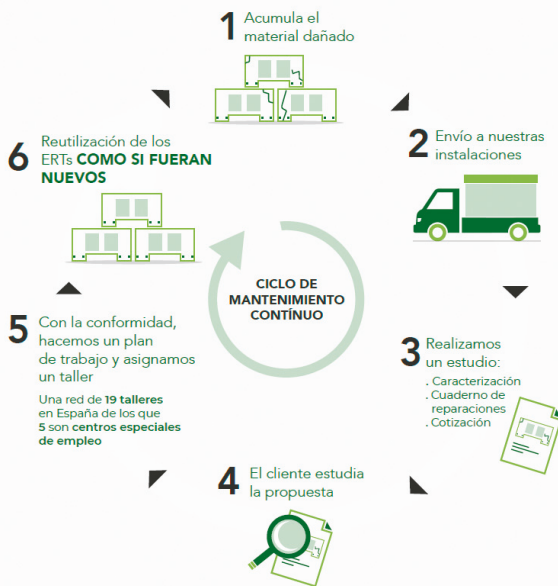 1 Acumula el
material dañado
2 Envío a nuestras
instalaciones
3 Realizamos
un estudio:
. Caracterización
. Cuaderno de
reparaciones
. Cotización
4 El cliente estudia
la propuesta
5 Con la conformidad,
hacemos un plan
de trabajo y asignamos
un taller
Una red de 19 talleres
en España de los que
5 son centros especiales
de empleo
6 Reutilización de los
ERTs COMO SI FUERAN
NUEVOS
CICLO DE
MANTENIMIENTO
CONTÍNUO